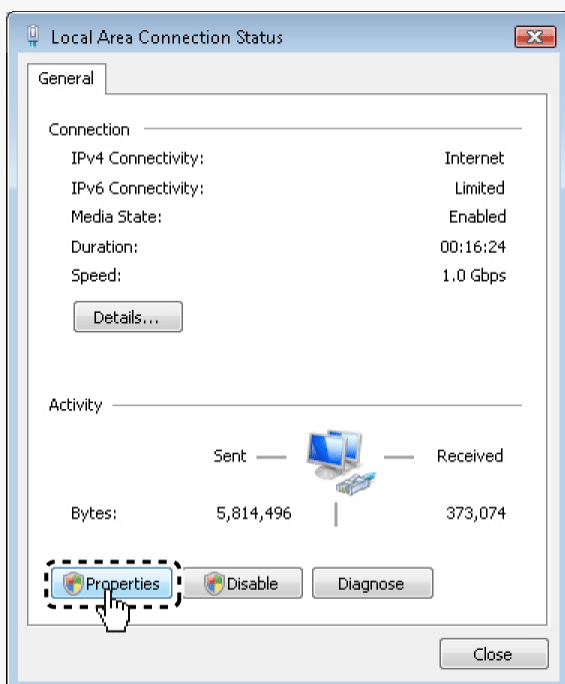 Local Area Connection Status
General
Connection
IPv4 Connectivity: Internet
IPv6 Connectivity: Limited
Media State: Enabled
Duration: 00:16:24
Speed: 1.0 Gbps
Details...
Activity
Sent Received
Bytes: 5,814,496 373,074
Properties Disable Diagnose
Close